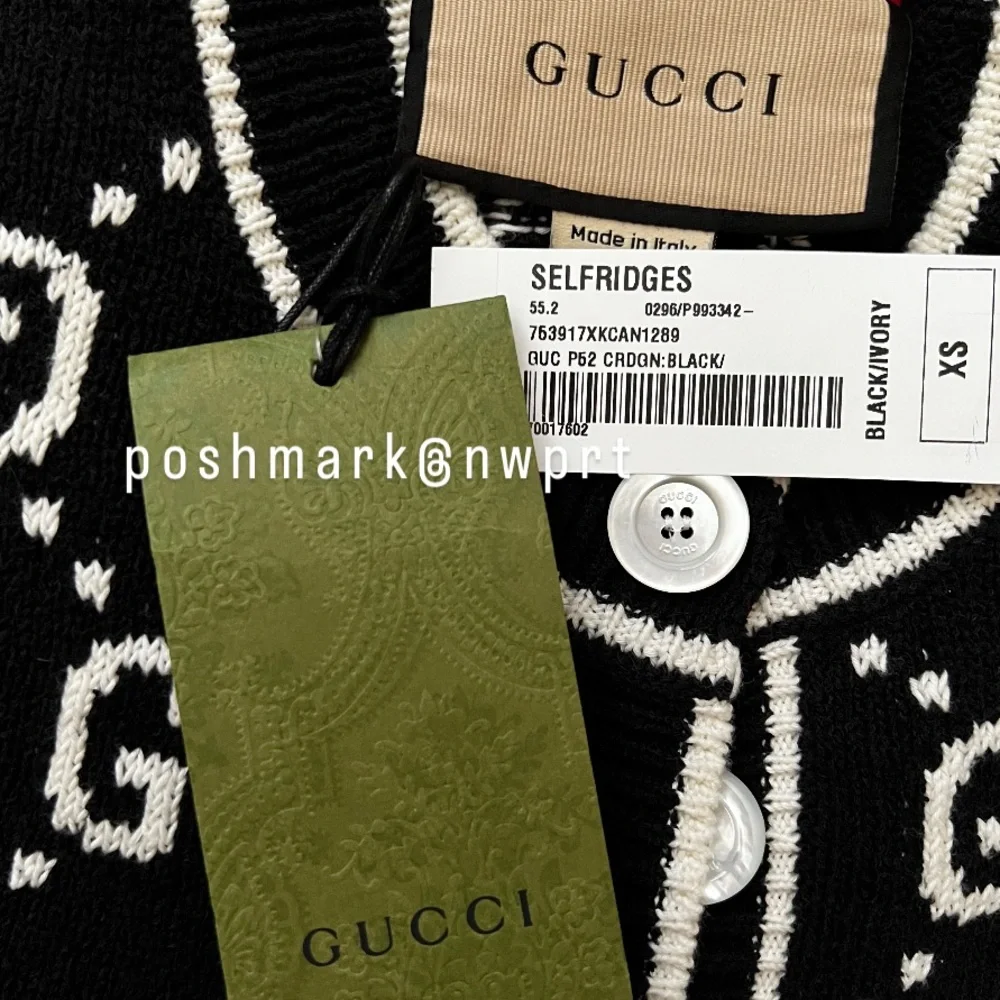 GUCCI
Made in Italy
SELFRIDGES
55.2 0296/P993342-
763917XKCAN1289
GUC P52 CRDGN:BLACK/
70017602
BLACK/IVORY
XS
poshmark@nwprt
GUCCI
GUCCI
GUCCI
G
G